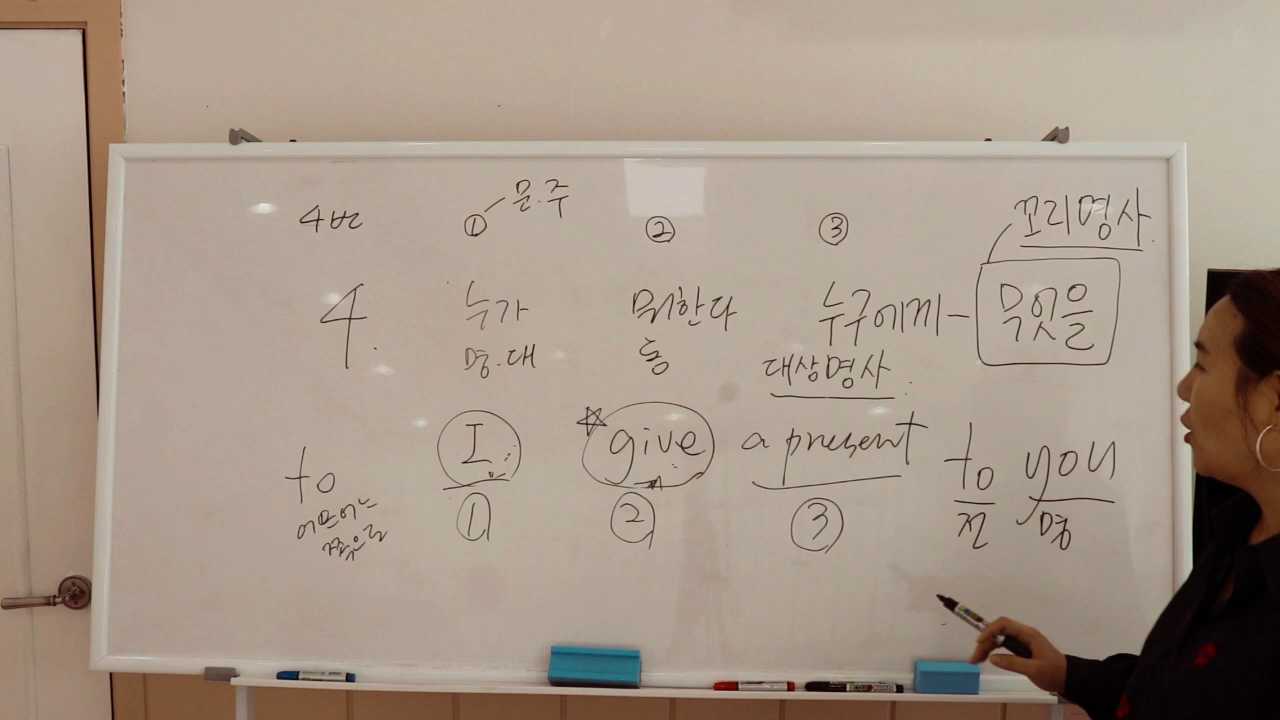 4번 ① 문.주 ② ③ 꼬리명사.
4. 누가 뭐한다 누구에게 - 무엇을
명.대 동 대상명사.
to I give a present to you
① ② ③ 전 명